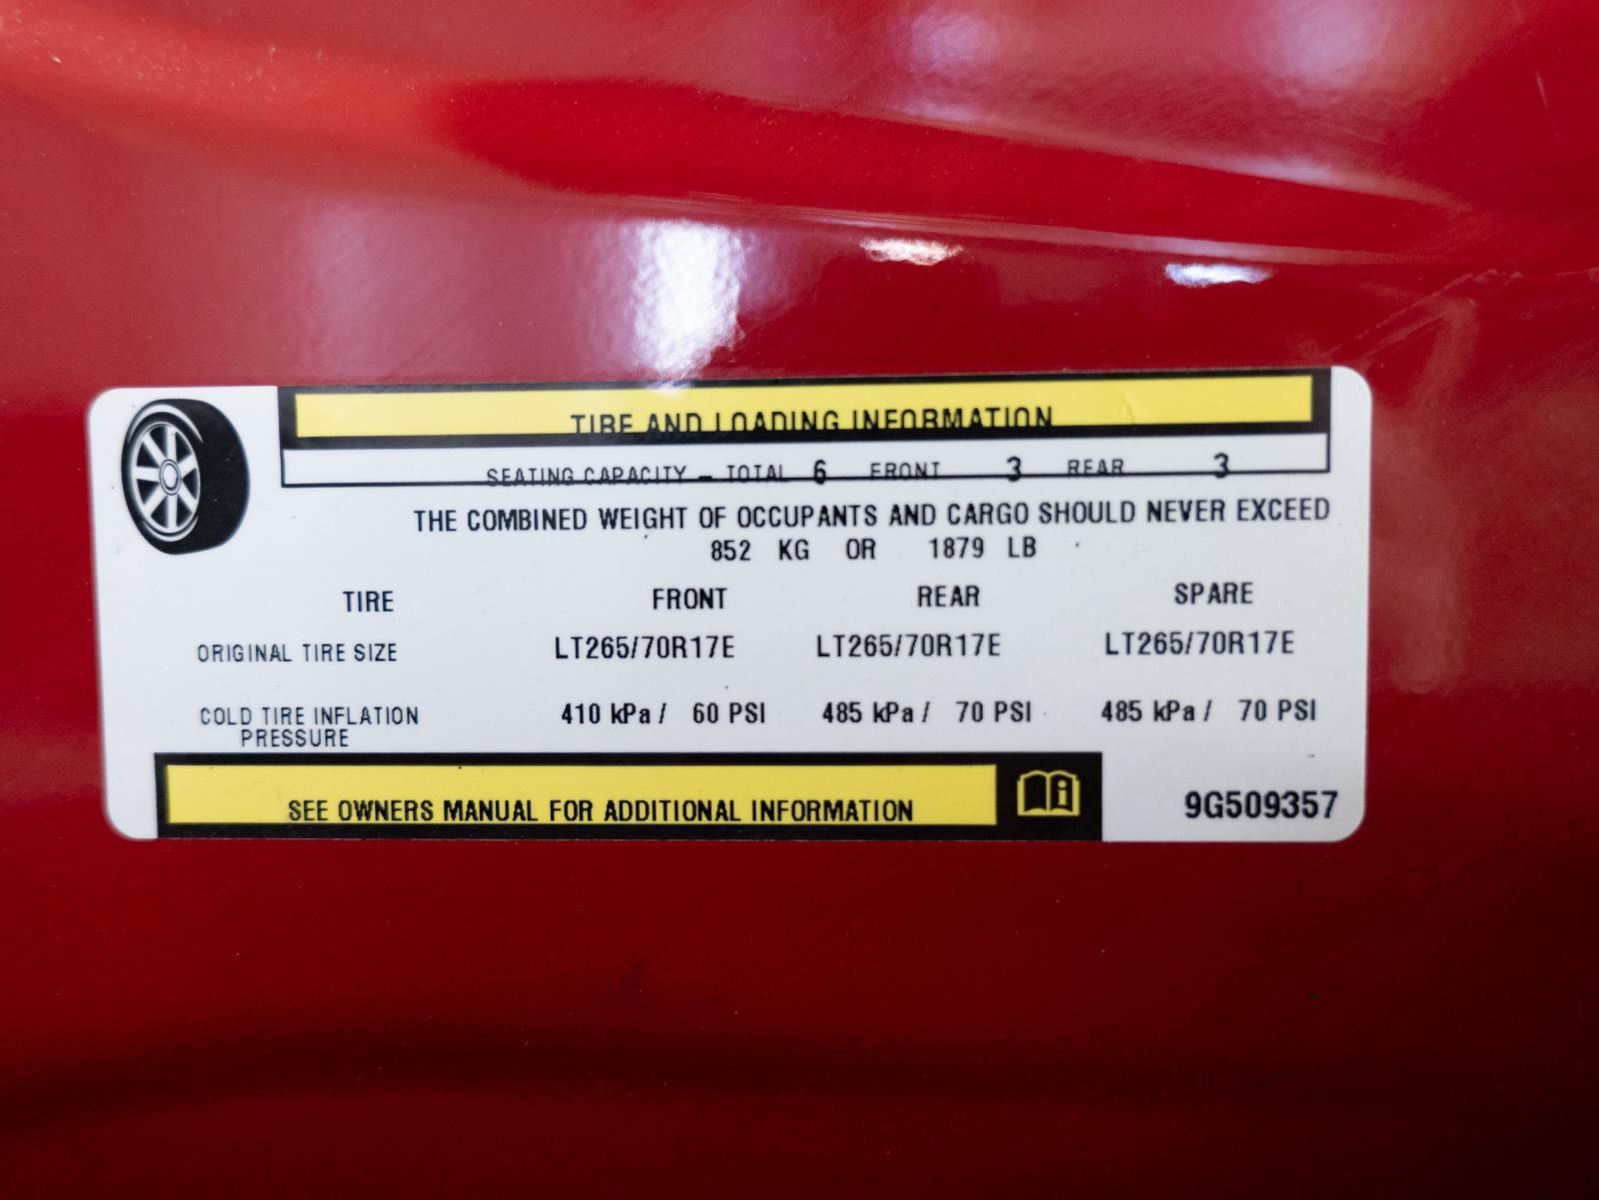 TIRE AND LOADING INFORMATION
SEATING CAPACITY – TOTAL 6 FRONT 3 REAR 3
THE COMBINED WEIGHT OF OCCUPANTS AND CARGO SHOULD NEVER EXCEED
852 KG OR 1879 LB
TIRE FRONT REAR SPARE
ORIGINAL TIRE SIZE LT265/70R17E LT265/70R17E LT265/70R17E
COLD TIRE INFLATION 410 kPa / 60 PSI 485 kPa / 70 PSI 485 kPa / 70 PSI
PRESSURE
SEE OWNERS MANUAL FOR ADDITIONAL INFORMATION i
9G509357